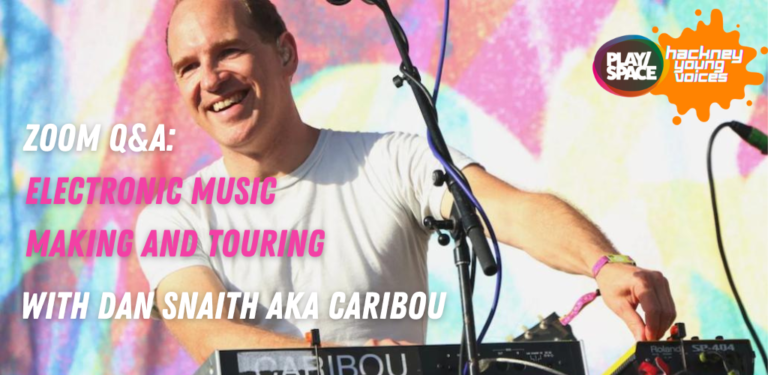 PLAY/
SPACE
hackney
young
voices
ZOOM Q&A:
ELECTRONIC MUSIC
MAKING AND TOURING
WITH DAN SNAITH AKA CARIBOU
CARIBOU
Roland
SP-404